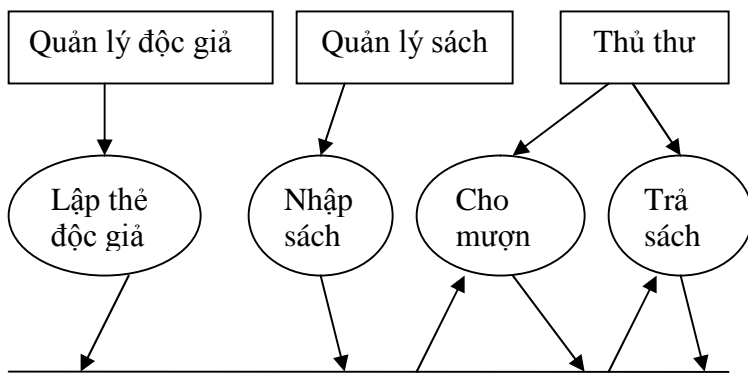 Quản lý độc giả
Quản lý sách
Thủ thư
Lập thẻ
độc giả
Nhập
sách
Cho
mượn
Trả
sách